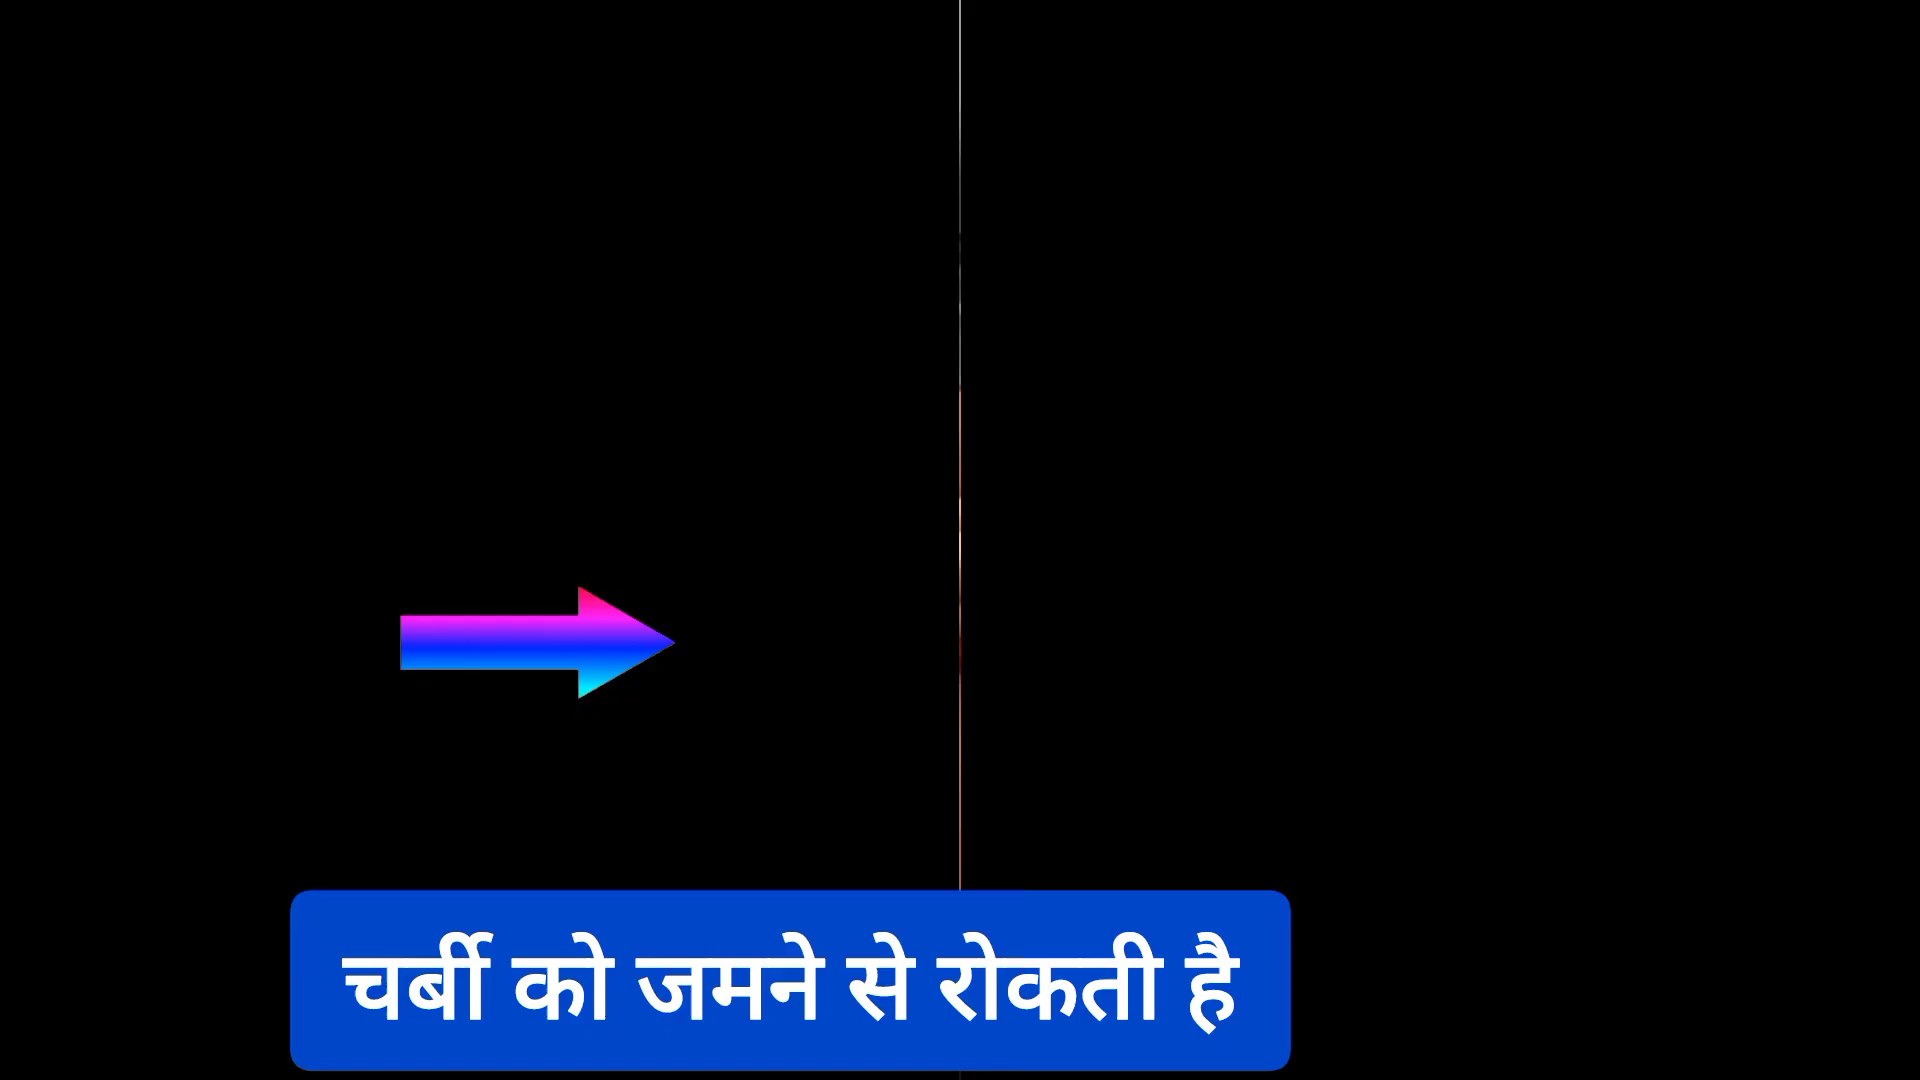 चर्बी को जमने से रोकती है